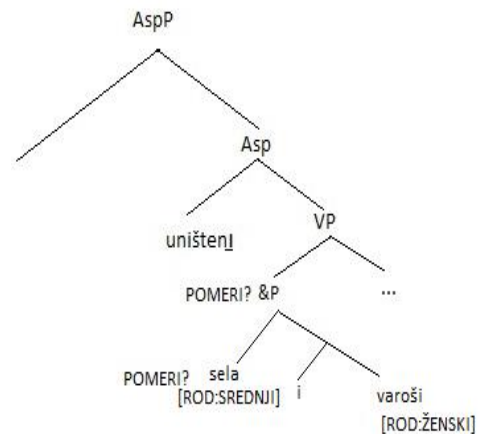 AspP
Asp
uništenI
VP
POMERI? &P
...
POMERI? sela
[ROD:SREDNJI]
i
varoši
[ROD:ŽENSKI]